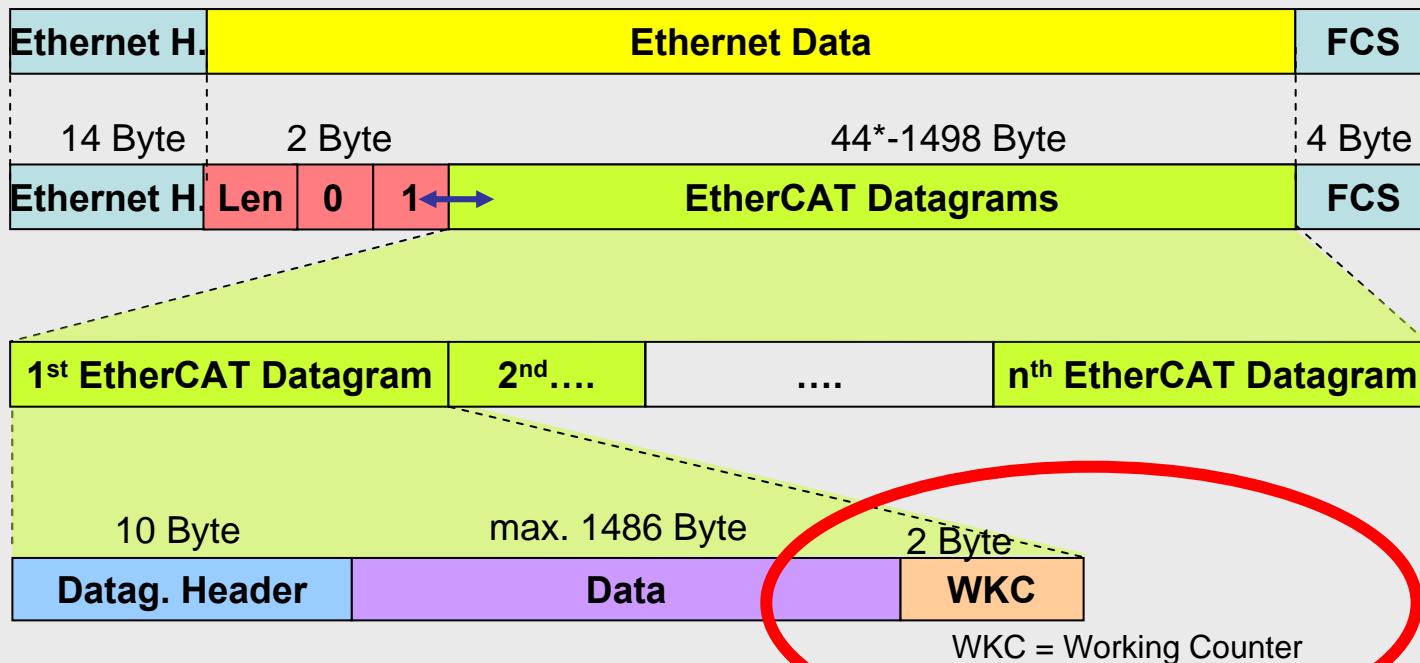 Ethernet H. Ethernet Data FCS
14 Byte 2 Byte 44*-1498 Byte 4 Byte
Ethernet H. Len 0 1 EtherCAT Datagrams FCS
1st EtherCAT Datagram 2nd…. …. nth EtherCAT Datagram
10 Byte max. 1486 Byte 2 Byte
Datag. Header Data WKC
WKC = Working Counter